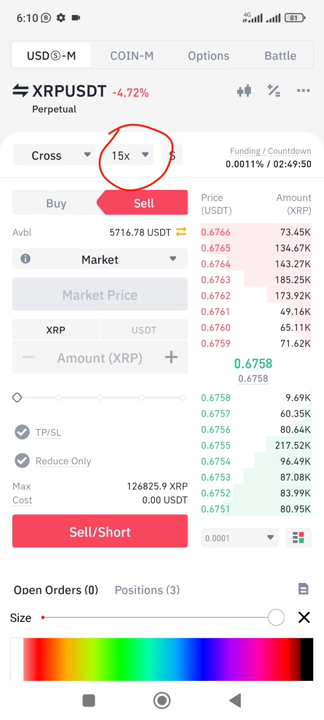 6:10
4G
81
USDⓈ-M COIN-M Options Battle
XRPUSDT -4.72%
Perpetual
Cross 15x S
Funding / Countdown
0.0011% / 02:49:50
Buy Sell
Avbl 5716.78 USDT
Market
Market Price
XRP USDT
Amount (XRP)
TP/SL
Reduce Only
Max 126825.9 XRP
Cost 0.00 USDT
Sell/Short
Price (USDT) Amount (XRP)
0.6766 73.45K
0.6765 134.67K
0.6764 143.27K
0.6763 185.25K
0.6762 173.92K
0.6761 49.16K
0.6760 65.11K
0.6759 71.62K
0.6758
0.6758
0.6758 9.69K
0.6757 60.35K
0.6756 80.64K
0.6755 217.52K
0.6754 96.49K
0.6753 87.08K
0.6752 83.99K
0.6751 80.95K
0.0001
Open Orders (0) Positions (3)
Size